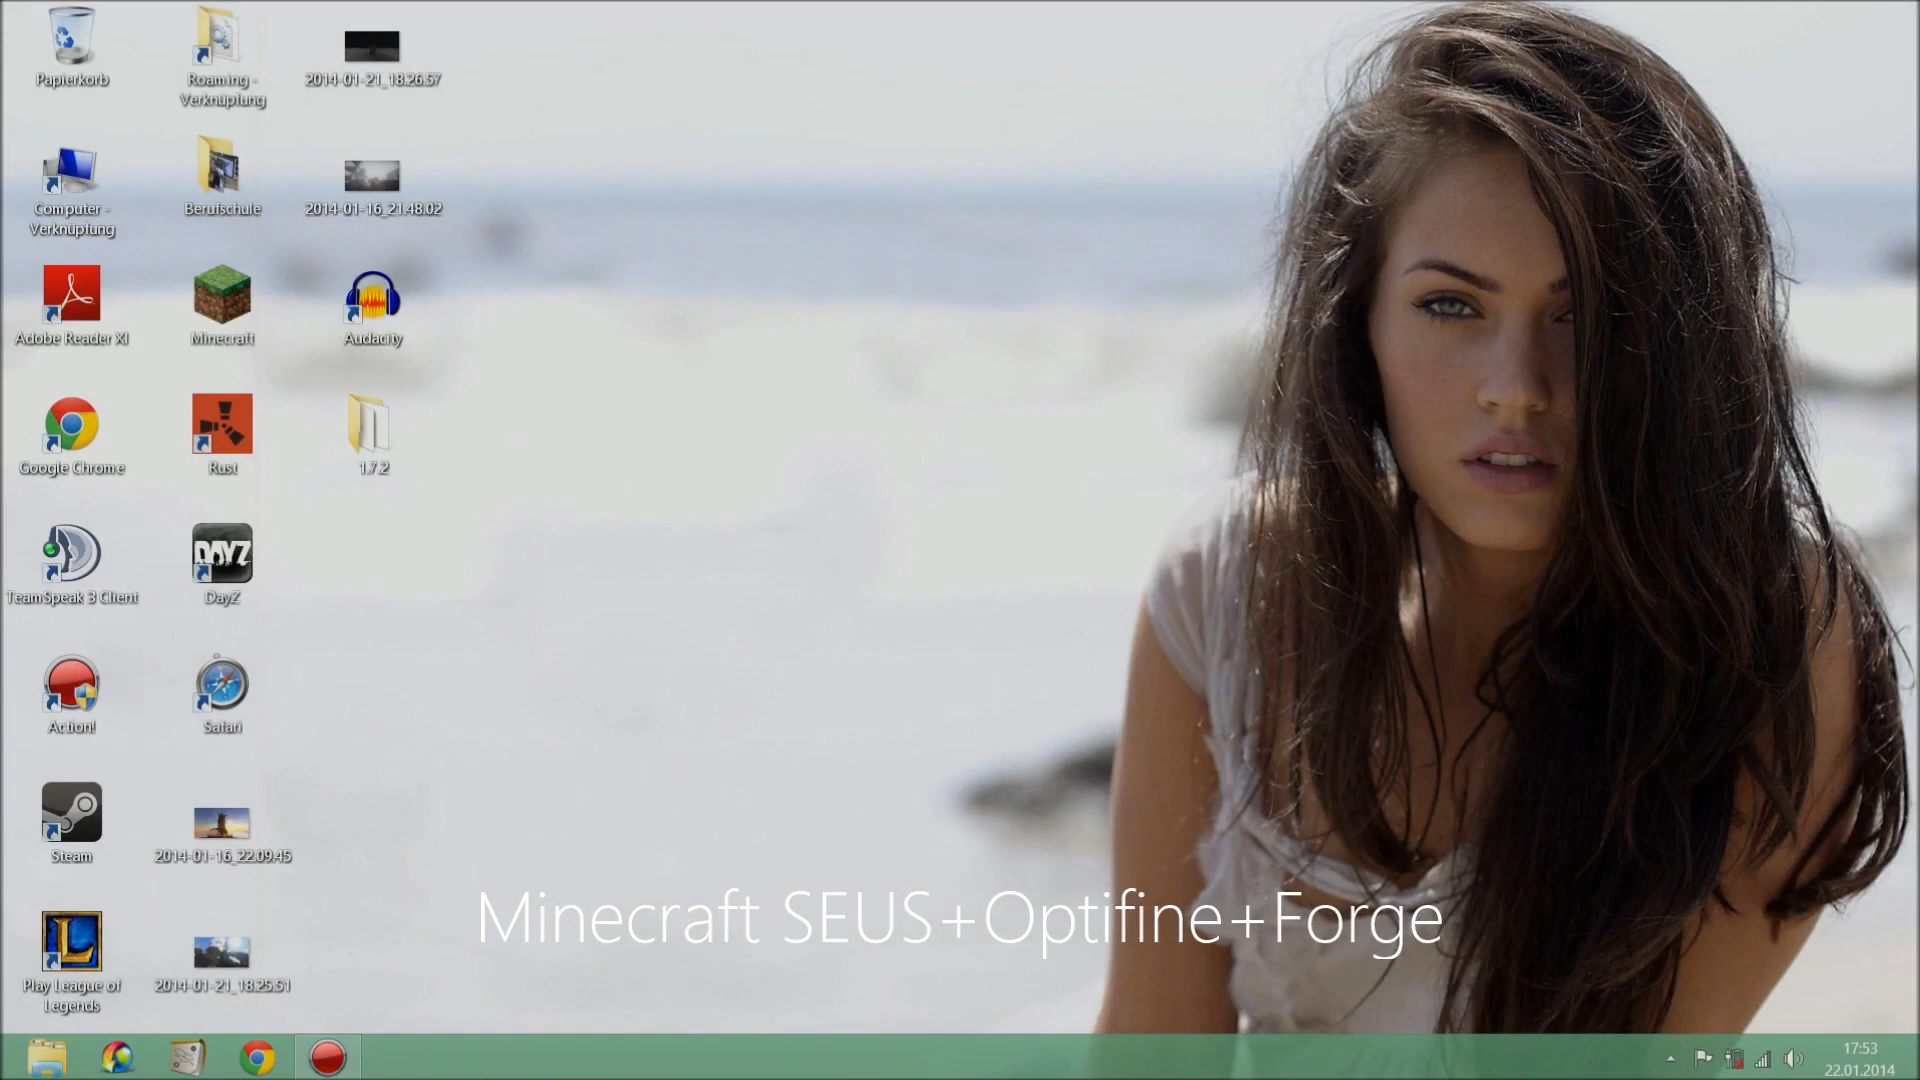 Papierkorb
Roaming -
Verknüpfung
2014-01-21_18.26.57
Computer -
Verknüpfung
Berufschule
2014-01-16_21.48.02
Adobe Reader XI
Minecraft
Audacity
Google Chrome
Rust
1.7.2
TeamSpeak 3 Client
DAYZ
DayZ
Action!
Safari
Steam
2014-01-16_22.09.45
L
Play League of
Legends
2014-01-21_18.25.51
Minecraft SEUS+Optifine+Forge
17:53
22.01.2014